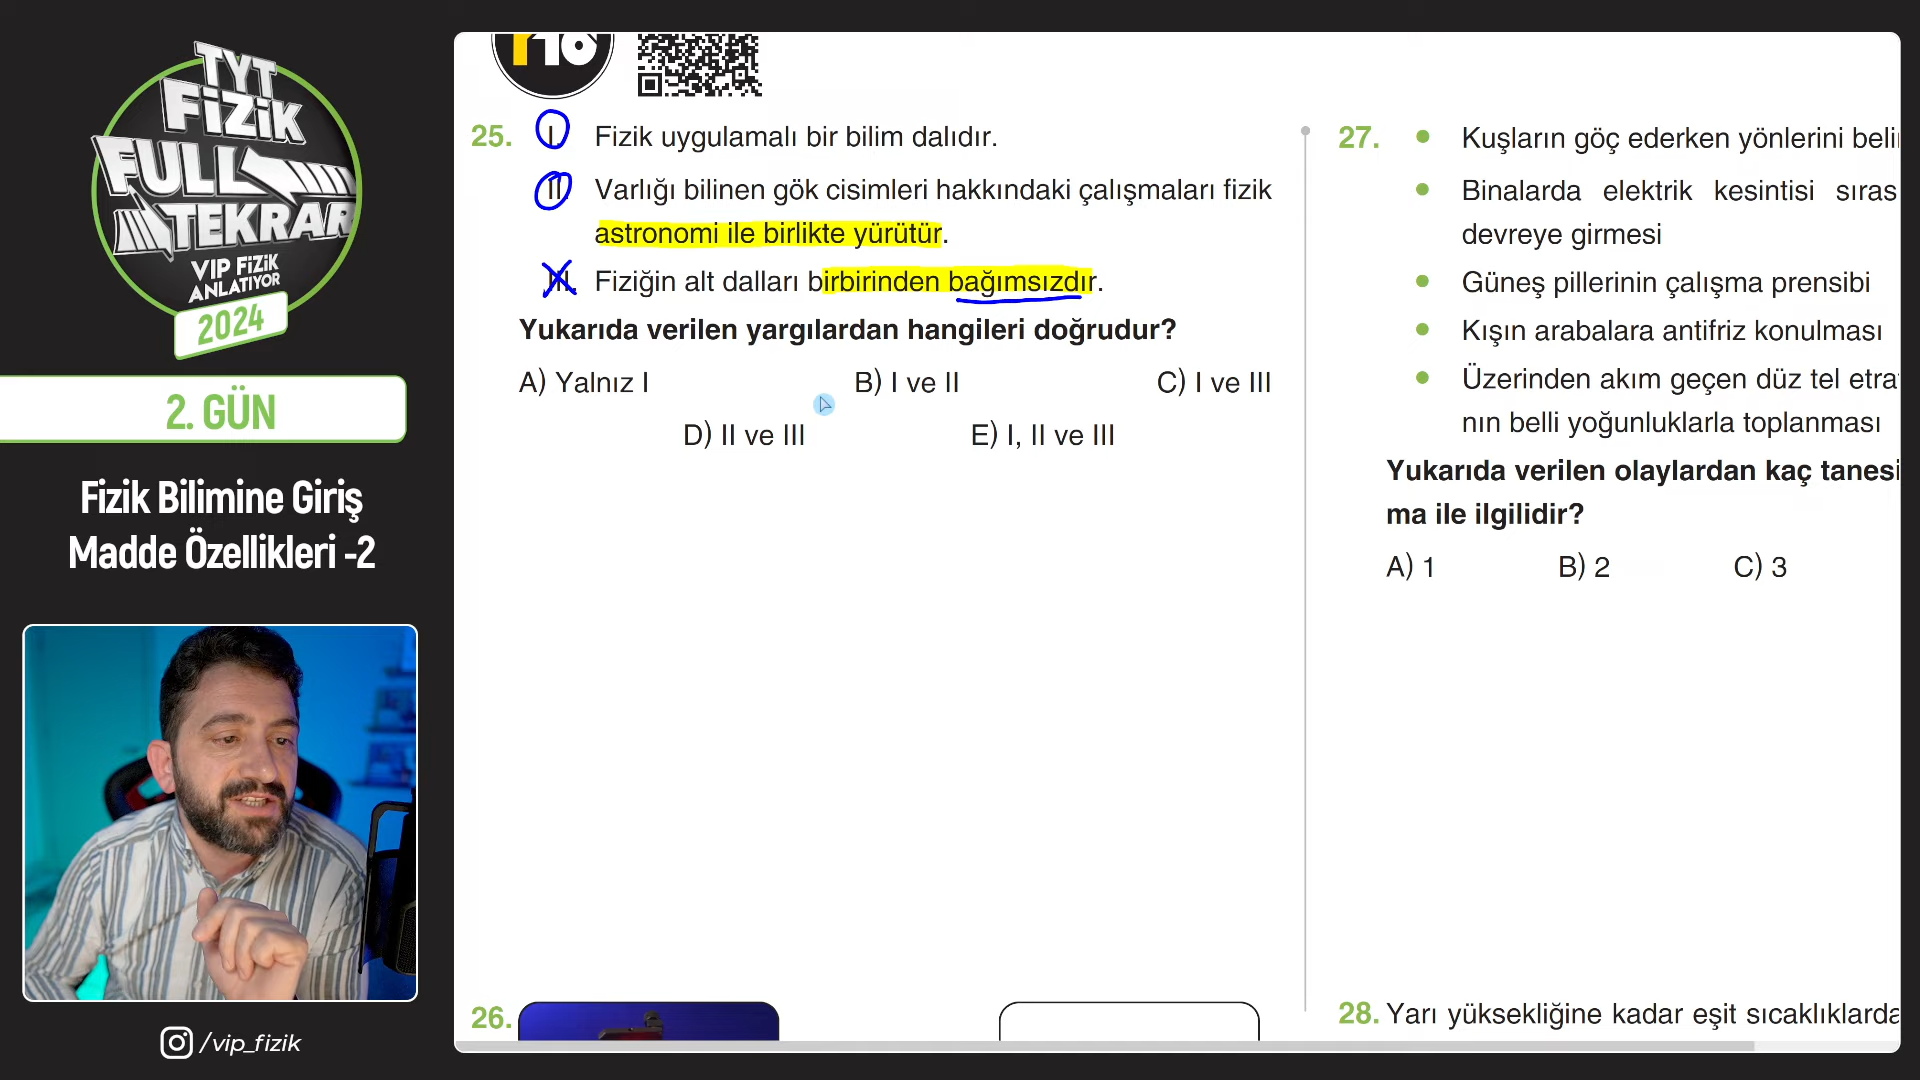 TYT
FİZİK
FULL
TEKRAR
VIP FİZİK
ANLATIYOR
2024
2. GÜN
Fizik Bilimine Giriş
Madde Özellikleri -2
/vip_fizik
25. I. Fizik uygulamalı bir bilim dalıdır.
II. Varlığı bilinen gök cisimleri hakkındaki çalışmaları fizik
astronomi ile birlikte yürütür.
III. Fiziğin alt dalları birbirinden bağımsızdır.
Yukarıda verilen yargılardan hangileri doğrudur?
A) Yalnız I B) I ve II C) I ve III
D) II ve III E) I, II ve III
26.
27. • Kuşların göç ederken yönlerini
• Binalarda elektrik kesintisi
devreye girmesi
• Güneş pillerinin çalışma prensibi
• Kışın arabalara antifriz konulması
• Üzerinden akım geçen düz tel
nın belli yoğunluklarla toplanması
Yukarıda verilen olaylardan kaç
ma ile ilgilidir?
A) 1 B) 2 C) 3
28. Yarı yüksekliğine kadar eşit